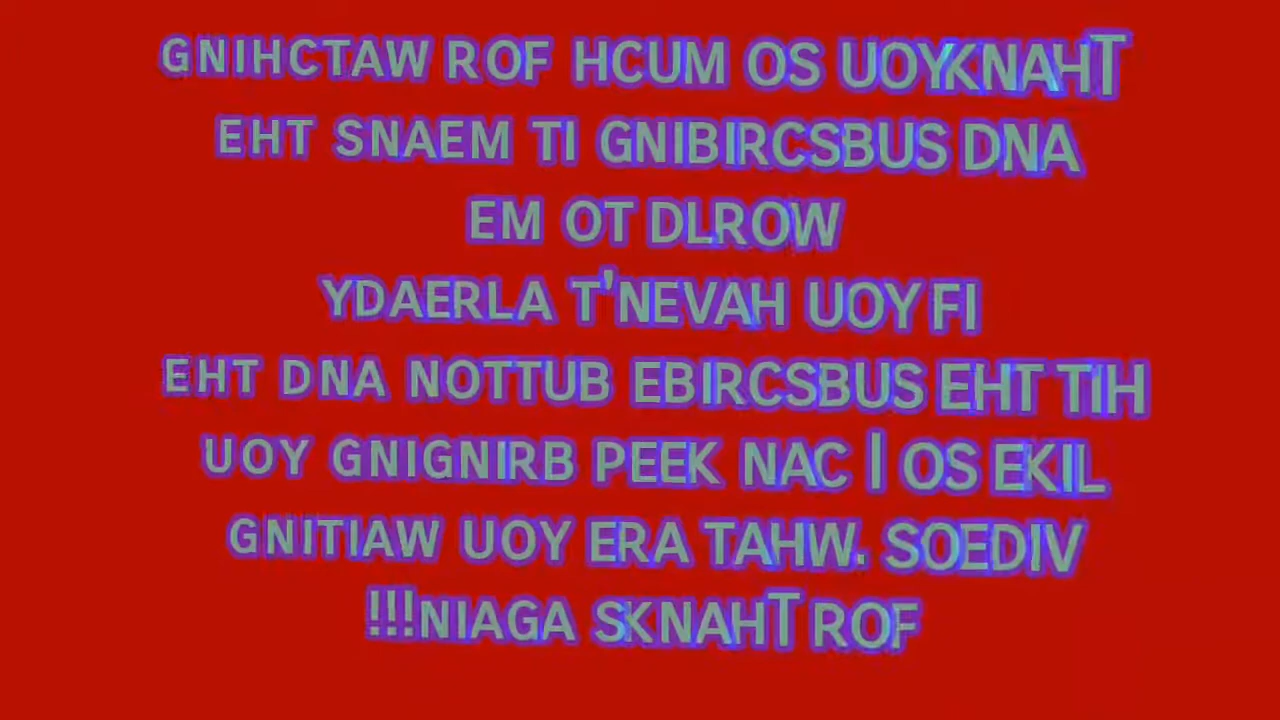 GNIHCTAW ROF HCUM OS UOYKNAHT
EHT SNAEM TI GNIBIRCSBUS DNA
EM OT DLROW
YDAERLA T'NEVAH UOY FI
EHT DNA NOTTUB EBIRCSBUS EHT TIH
UOY GNIGNIRB PEEK NAC I OS EKIL
GNITIAW UOY ERA TAHW. SOEDIV
!!!NIAGA SKNAHT ROF